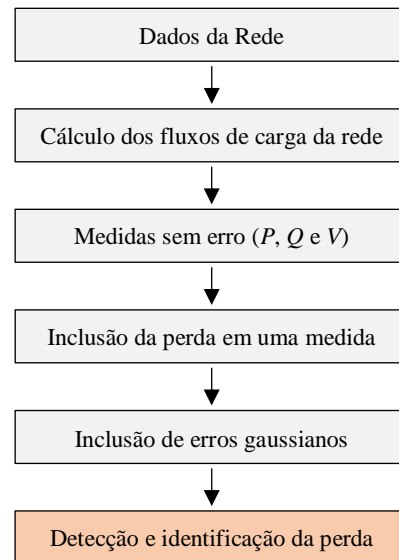 Dados da Rede
Cálculo dos fluxos de carga da rede
Medidas sem erro (P, Q e V)
Inclusão da perda em uma medida
Inclusão de erros gaussianos
Detecção e identificação da perda